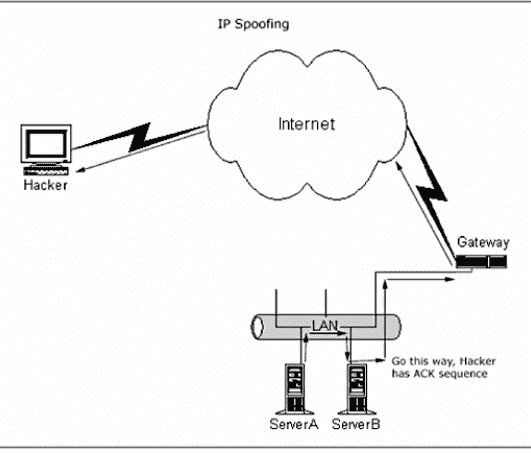 IP Spoofing
Internet
Hacker
Gateway
LAN
Go this way, Hacker
has ACK sequence
ServerA
ServerB